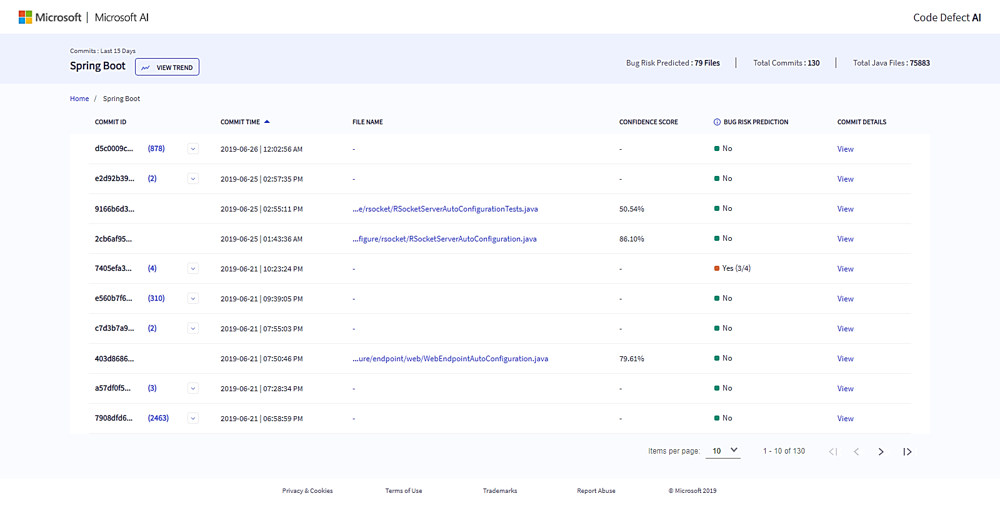 Microsoft | Microsoft AI
Code Defect AI
Commits : Last 15 Days
Spring Boot
VIEW TREND
Bug Risk Predicted : 79 Files
Total Commits : 130
Total Java Files : 75883
Home / Spring Boot
COMMIT ID COMMIT TIME FILE NAME CONFIDENCE SCORE BUG RISK PREDICTION COMMIT DETAILS
d5c0009c... (878) 2019-06-26 | 12:02:56 AM - - No View
e2d92b39... (2) 2019-06-25 | 02:57:35 PM - - No View
9166b6d3... 2019-06-25 | 02:55:11 PM ...e/rsocket/RSocketServerAutoConfigurationTests.java 50.54% No View
2cb6af95... 2019-06-25 | 01:43:36 AM ...figure/rsocket/RSocketServerAutoConfiguration.java 86.10% No View
7405efa3... (4) 2019-06-21 | 10:23:24 PM - - Yes (3/4) View
e560b7f6... (310) 2019-06-21 | 09:39:05 PM - - No View
c7d3b7a9... (2) 2019-06-21 | 07:55:03 PM - - No View
403d8686... 2019-06-21 | 07:50:46 PM ...ure/endpoint/web/WebEndpointAutoConfiguration.java 79.61% No View
a57df0f5... (3) 2019-06-21 | 07:28:34 PM - - No View
7908dfd6... (2463) 2019-06-21 | 06:58:59 PM - - No View
Items per page: 10 1 - 10 of 130
Privacy & Cookies Terms of Use Trademarks Report Abuse © Microsoft 2019